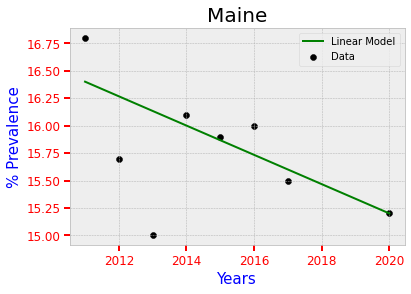 Maine
Linear Model
Data
% Prevalence
16.75
16.50
16.25
16.00
15.75
15.50
15.25
15.00
2012 2014 2016 2018 2020
Years